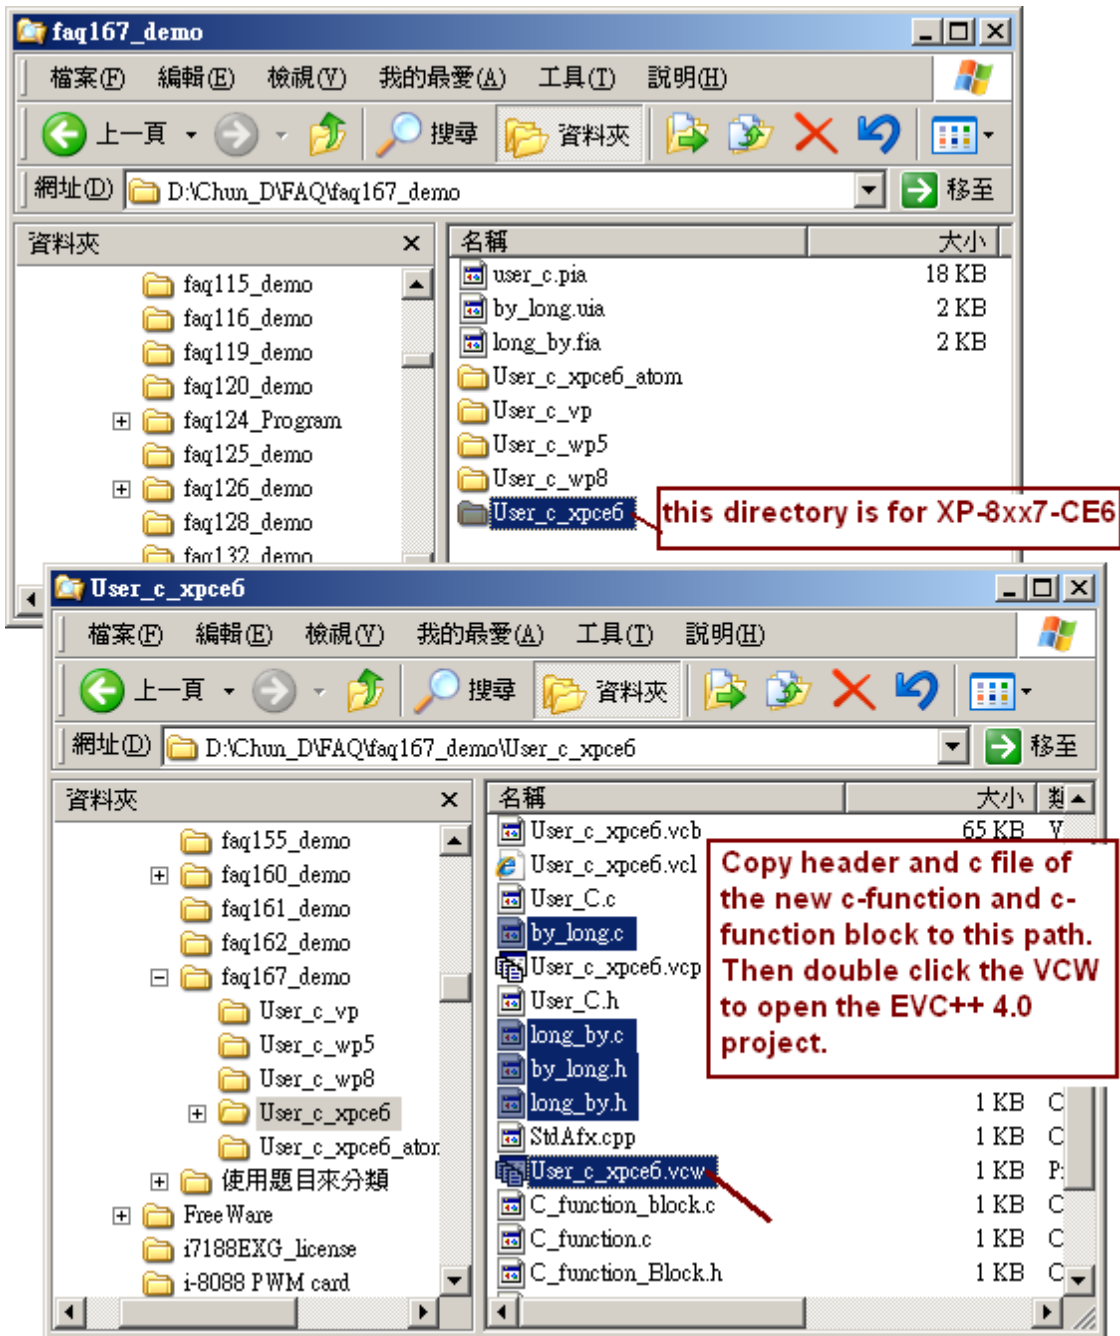 faq167_demo
檔案(F) 編輯(E) 檢視(V) 我的最愛(A) 工具(T) 說明(H)
上一頁 搜尋 資料夾
網址(D) D:\Chun_D\FAQ\faq167_demo 移至
資料夾
faq115_demo
faq116_demo
faq119_demo
faq120_demo
faq124_Program
faq125_demo
faq126_demo
faq128_demo
faq132_demo
名稱 大小
user_c.pia 18 KB
by_long.uia 2 KB
long_by.fia 2 KB
User_c_xpce6_atom
User_c_vp
User_c_wp5
User_c_wp8
User_c_xpce6
this directory is for XP-8xx7-CE6
User_c_xpce6
檔案(F) 編輯(E) 檢視(V) 我的最愛(A) 工具(T) 說明(H)
上一頁 搜尋 資料夾
網址(D) D:\Chun_D\FAQ\faq167_demo\User_c_xpce6 移至
資料夾
faq155_demo
faq160_demo
faq161_demo
faq162_demo
faq167_demo
User_c_vp
User_c_wp5
User_c_wp8
User_c_xpce6
User_c_xpce6_ator
使用題目來分類
FreeWare
i7188EXG_license
i-8088 PWM card
名稱 大小 類
User_c_xpce6.vcb 65 KB V
User_c_xpce6.vcl
User_C.c
by_long.c
User_c_xpce6.vcp
User_C.h
long_by.c
by_long.h
long_by.h 1 KB C
StdAfx.cpp 1 KB C
User_c_xpce6.vcw 1 KB P
C_function_block.c 1 KB C
C_function.c 1 KB C
C_function_Block.h 1 KB C
Copy header and c file of
the new c-function and c-
function block to this path.
Then double click the VCW
to open the EVC++ 4.0
project.